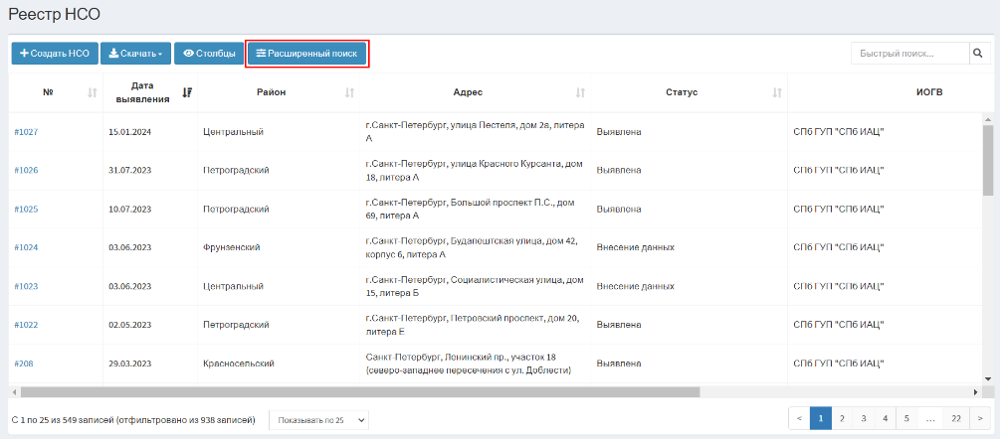 Реестр НСО
Создать НСО Скачать Столбцы Расширенный поиск Быстрый поиск...
№ Дата выявления Район Адрес Статус ИОГВ
#1027 15.01.2024 Центральный г.Санкт-Петербург, улица Пестеля, дом 2а, литера Выявлена СПб ГУП "СПб ИАЦ"
А
#1026 31.07.2023 Петроградский г.Санкт-Петербург, улица Красного Курсанта, дом Выявлена СПб ГУП "СПб ИАЦ"
18, литера А
#1025 10.07.2023 Петроградский г.Санкт-Петербург, Большой проспект П.С., дом Выявлена СПб ГУП "СПб ИАЦ"
69, литера А
#1024 03.06.2023 Фрунзенский г.Санкт-Петербург, Будапештская улица, дом 42, Внесение данных СПб ГУП "СПб ИАЦ"
корпус 6, литера А
#1023 03.06.2023 Центральный г.Санкт-Петербург, Социалистическая улица, дом Внесение данных СПб ГУП "СПб ИАЦ"
15, литера Б
#1022 02.05.2023 Петроградский г.Санкт-Петербург, Петровский проспект, дом 20, Выявлена СПб ГУП "СПб ИАЦ"
литера Е
#208 29.03.2023 Красносельский Санкт-Петербург, Ленинский пр., участок 18 Выявлена СПб ГУП "СПб ИАЦ"
(северо-западнее пересечения с ул. Доблести)
С 1 по 25 из 549 записей (отфильтровано из 938 записей) Показывать по 25 < 1 2 3 4 5 ... 22 >